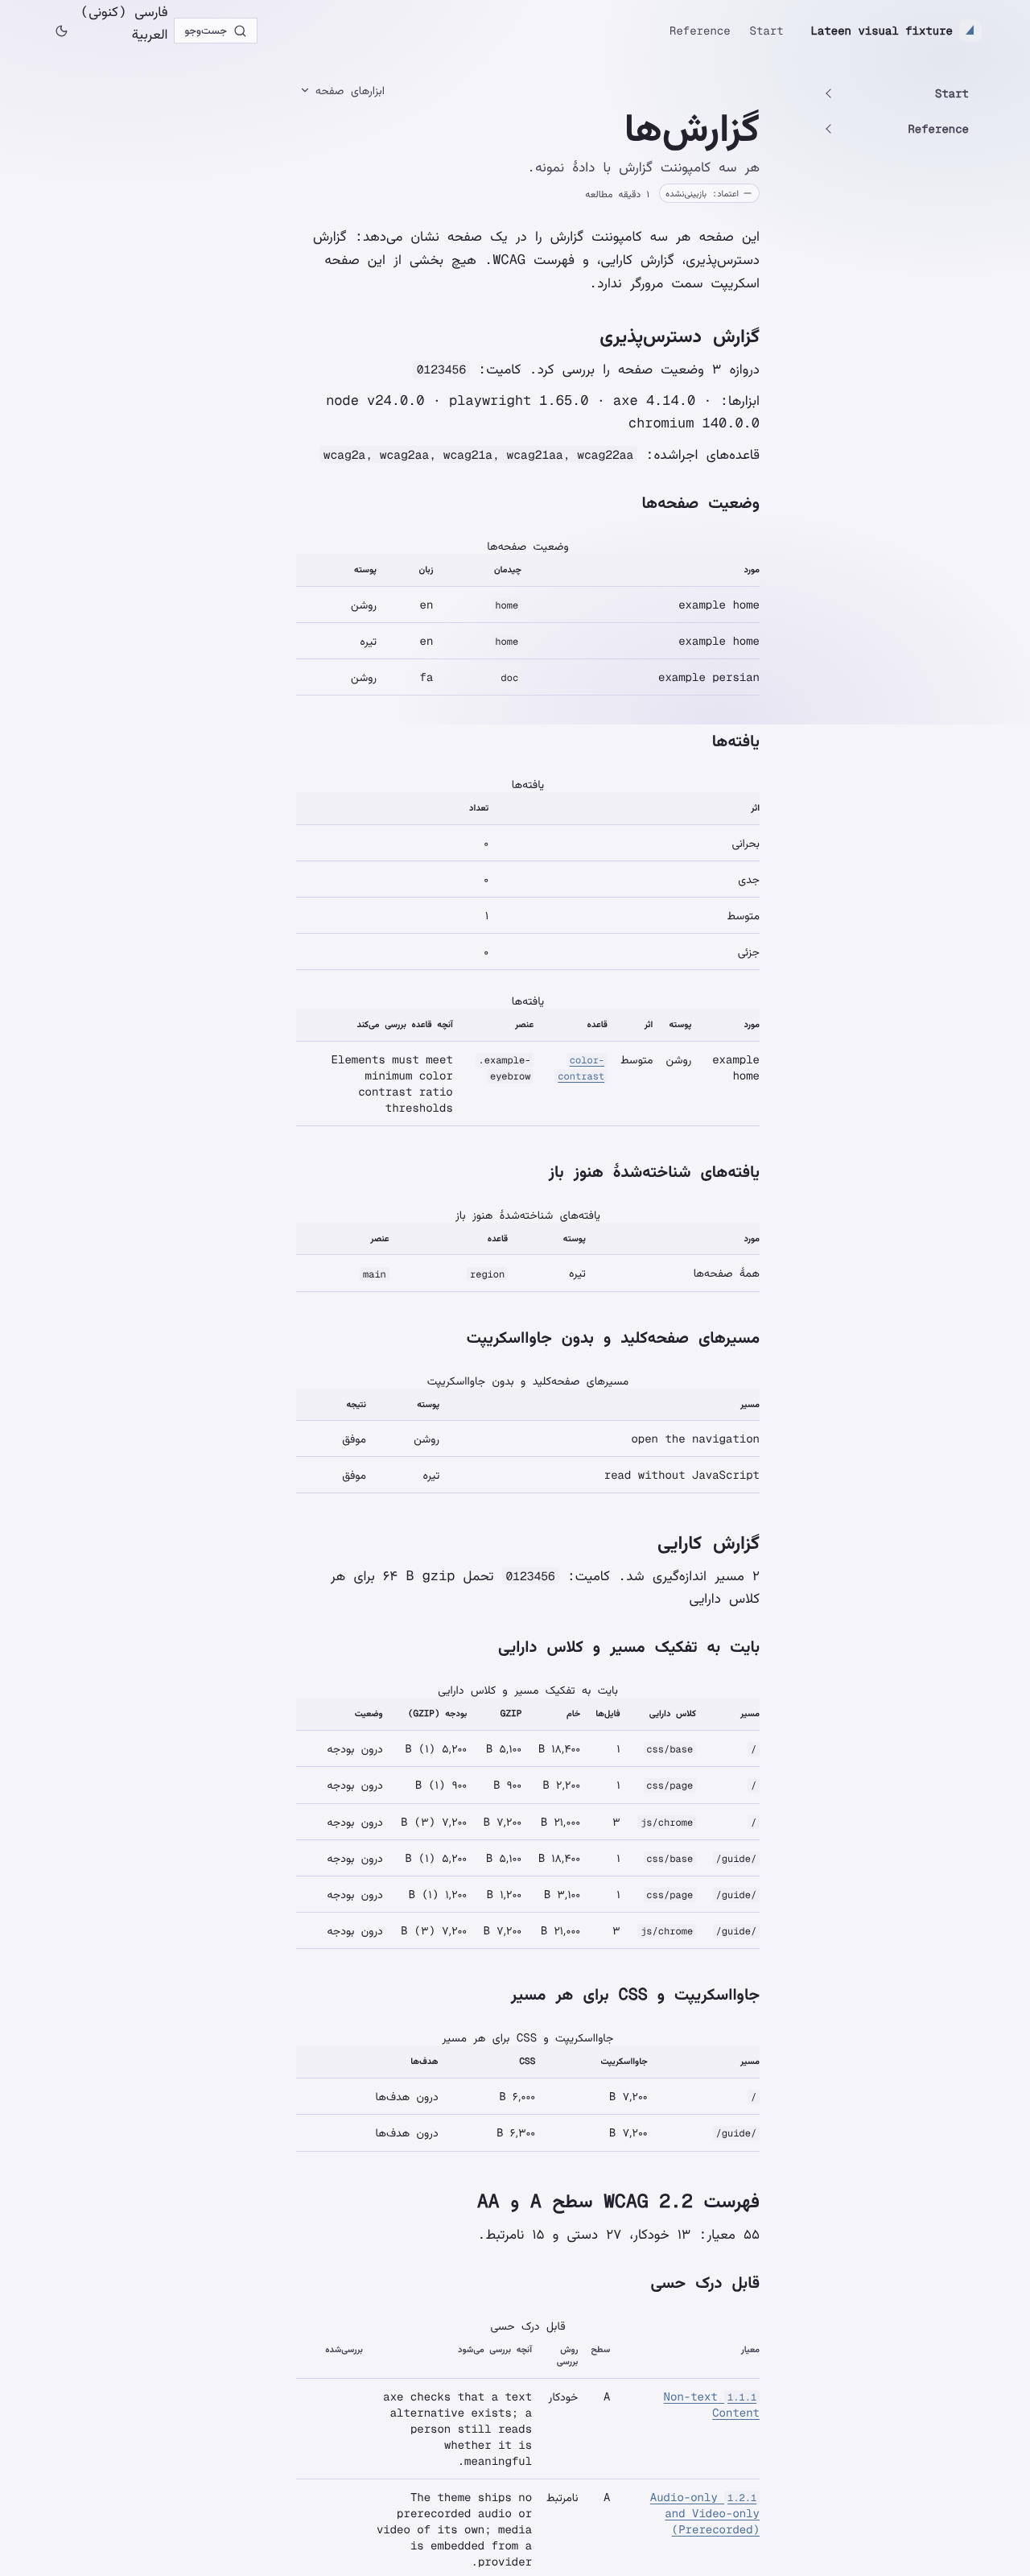 Lateen visual fixture Start Reference جست‌وجو فارسی (کنونی)
العربية
Start
Reference
ابزارهای صفحه
گزارش‌ها
هر سه کامپوننت گزارش با دادهٔ نمونه.
— اعتماد: بازبینی‌نشده ۱ دقیقه مطالعه
این صفحه هر سه کامپوننت گزارش را در یک صفحه نشان می‌دهد: گزارش
دسترس‌پذیری، گزارش کارایی، و فهرست WCAG. هیچ بخشی از این صفحه
اسکریپت سمت مرورگر ندارد.
گزارش دسترس‌پذیری
دروازه ۳ وضعیت صفحه را بررسی کرد. کامیت: 0123456
ابزارها: node v24.0.0 · playwright 1.65.0 · axe 4.14.0 ·
chromium 140.0.0
قاعده‌های اجراشده: wcag2a, wcag2aa, wcag21a, wcag21aa, wcag22aa
وضعیت صفحه‌ها
وضعیت صفحه‌ها
مورد چیدمان زبان پوسته
example home home en روشن
example home home en تیره
example persian doc fa روشن
یافته‌ها
یافته‌ها
اثر تعداد
بحرانی ۰
جدی ۰
متوسط ۱
جزئی ۰
یافته‌ها
مورد پوسته اثر قاعده عنصر آنچه قاعده بررسی می‌کند
example روشن متوسط color- .example- Elements must meet
home contrast eyebrow minimum color
contrast ratio
thresholds
یافته‌های شناخته‌شدهٔ هنوز باز
یافته‌های شناخته‌شدهٔ هنوز باز
مورد پوسته قاعده عنصر
همهٔ صفحه‌ها تیره region main
مسیرهای صفحه‌کلید و بدون جاوااسکریپت
مسیرهای صفحه‌کلید و بدون جاوااسکریپت
مسیر پوسته نتیجه
open the navigation روشن موفق
read without JavaScript تیره موفق
گزارش کارایی
۲ مسیر اندازه‌گیری شد. کامیت: 0123456 تحمل ۶۴ B gzip برای هر
کلاس دارایی
بایت به تفکیک مسیر و کلاس دارایی
بایت به تفکیک مسیر و کلاس دارایی
مسیر کلاس دارایی فایل‌ها خام GZIP بودجه (GZIP) وضعیت
/ css/base ۱ ۱۸٬۴۰۰ B ۵٬۱۰۰ B ۵٬۲۰۰ B (۱) درون بودجه
/ css/page ۱ ۲٬۲۰۰ B ۹۰۰ B ۹۰۰ B (۱) درون بودجه
/ js/chrome ۳ ۲۱٬۰۰۰ B ۷٬۲۰۰ B ۷٬۲۰۰ B (۳) درون بودجه
/guide/ css/base ۱ ۱۸٬۴۰۰ B ۵٬۱۰۰ B ۵٬۲۰۰ B (۱) درون بودجه
/guide/ css/page ۱ ۳٬۱۰۰ B ۱٬۲۰۰ B ۱٬۲۰۰ B (۱) درون بودجه
/guide/ js/chrome ۳ ۲۱٬۰۰۰ B ۷٬۲۰۰ B ۷٬۲۰۰ B (۳) درون بودجه
جاوااسکریپت و CSS برای هر مسیر
جاوااسکریپت و CSS برای هر مسیر
مسیر جاوااسکریپت CSS هدف‌ها
/ ۷٬۲۰۰ B ۶٬۰۰۰ B درون هدف‌ها
/guide/ ۷٬۲۰۰ B ۶٬۳۰۰ B درون هدف‌ها
فهرست WCAG 2.2 سطح A و AA
۵۵ معیار: ۱۳ خودکار، ۲۷ دستی و ۱۵ نامرتبط.
قابل درک حسی
قابل درک حسی
معیار سطح روش آنچه بررسی می‌شود بررسی‌شده
بررسی
1.1.1 Non-text A خودکار axe checks that a text
Content alternative exists; a
person still reads
whether it is
meaningful.
1.2.1 Audio-only A نامرتبط The theme ships no
and Video-only prerecorded audio or
(Prerecorded) video of its own; media
is embedded from a
provider.